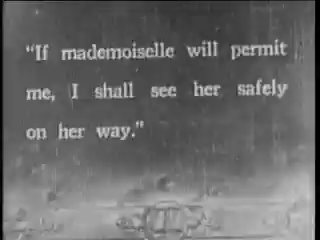 "If mademoiselle will permit
me, I shall see her safely
on her way."